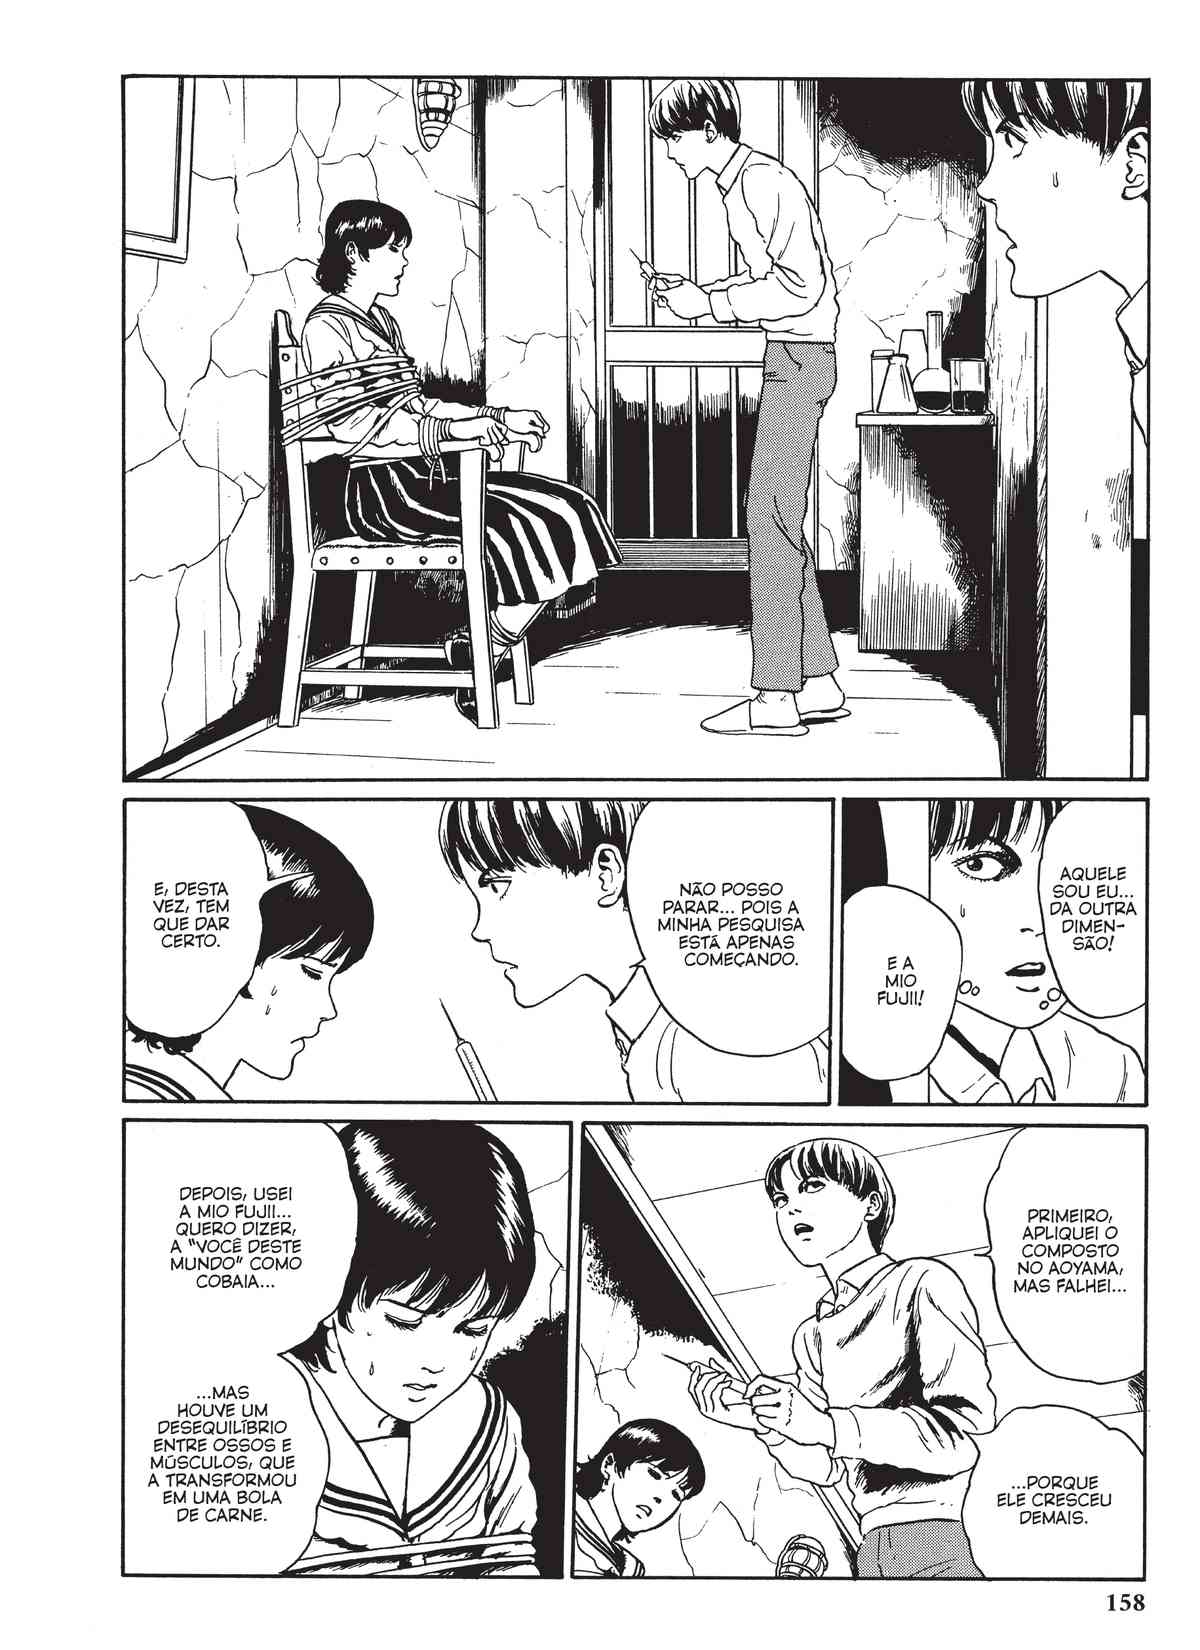 AQUELE
SOU EU...
DA OUTRA
DIMEN-
SÃO!
E A
MIO
FUJII!
NÃO POSSO
PARAR... POIS A
MINHA PESQUISA
ESTÁ APENAS
COMEÇANDO.
E, DESTA
VEZ, TEM
QUE DAR
CERTO.
PRIMEIRO,
APLIQUEI O
COMPOSTO
NO AOYAMA,
MAS FALHEI...
...PORQUE
ELE CRESCEU
DEMAIS.
DEPOIS, USEI
A MIO FUJII...
QUERO DIZER,
A "VOCÊ DESTE
MUNDO" COMO
COBAIA...
...MAS
HOUVE UM
DESEQUILÍBRIO
ENTRE OSSOS E
MÚSCULOS, QUE
A TRANSFORMOU
EM UMA BOLA
DE CARNE.
158